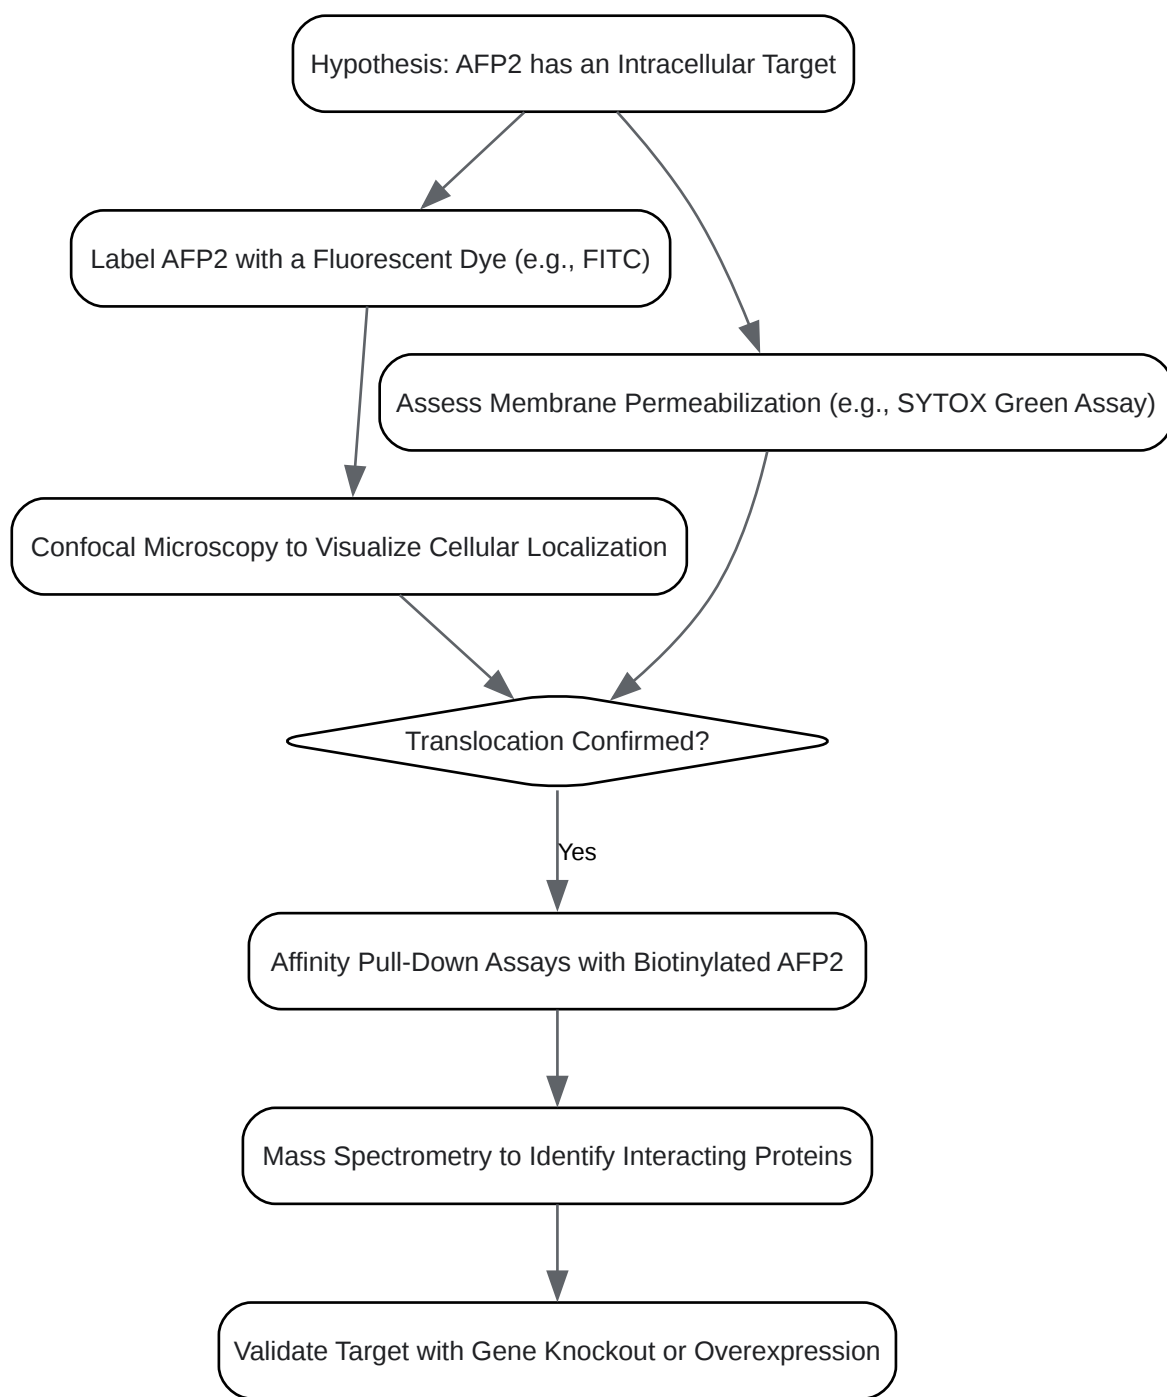 Hypothesis: AFP2 has an Intracellular Target
Label AFP2 with a Fluorescent Dye (e.g., FITC)
Assess Membrane Permeabilization (e.g., SYTOX Green Assay)
Confocal Microscopy to Visualize Cellular Localization
Translocation Confirmed?
Yes
Affinity Pull-Down Assays with Biotinylated AFP2
Mass Spectrometry to Identify Interacting Proteins
Validate Target with Gene Knockout or Overexpression